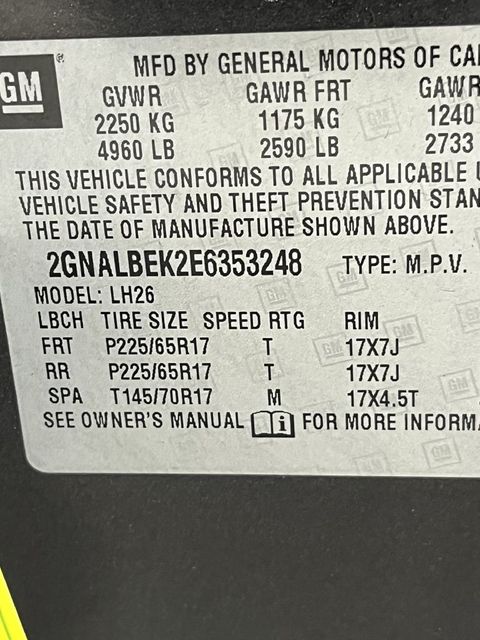 GM
MFD BY GENERAL MOTORS OF CA
GVWR GAWR FRT GAWR
2250 KG 1175 KG 1240
4960 LB 2590 LB 2733
THIS VEHICLE CONFORMS TO ALL APPLICABLE
VEHICLE SAFETY AND THEFT PREVENTION STAN
THE DATE OF MANUFACTURE SHOWN ABOVE.
2GNALBEK2E6353248 TYPE: M.P.V.
MODEL: LH26
LBCH TIRE SIZE SPEED RTG RIM
FRT P225/65R17 T 17X7J
RR P225/65R17 T 17X7J
SPA T145/70R17 M 17X4.5T
SEE OWNER'S MANUAL i FOR MORE INFORM